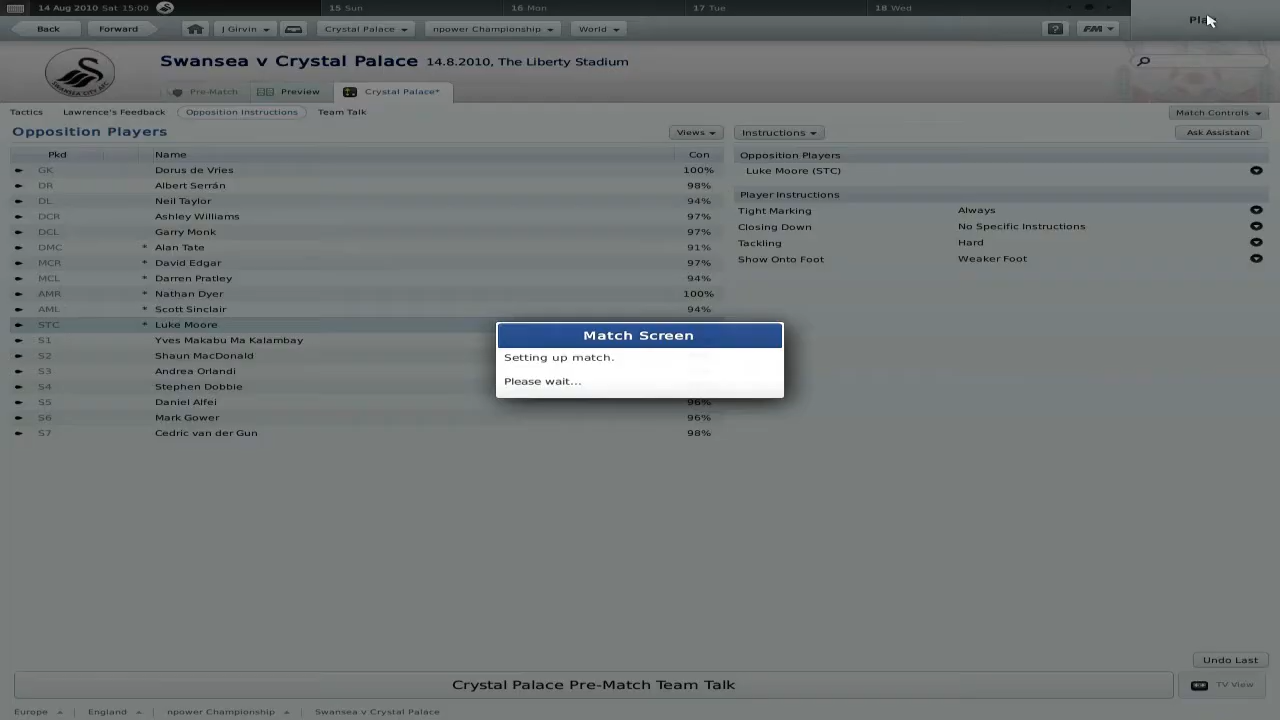 14 Aug 2010 Sat 15:00 15 Sun 16 Mon 17 Tue 18 Wed
Back Forward J Girvin Crystal Palace npower Championship World ? FM
Swansea v Crystal Palace 14.8.2010, The Liberty Stadium
Pre-Match Preview Crystal Palace*
Tactics Lawrence's Feedback Opposition Instructions Team Talk Match Controls
Opposition Players Views Instructions Ask Assistant
Pkd Name Con Opposition Players
GK Dorus de Vries 100% Luke Moore (STC)
DR Albert Serrán 98%
DL Neil Taylor 94% Player Instructions
DCR Ashley Williams 97% Tight Marking Always
DCL Garry Monk 97% Closing Down No Specific Instructions
DMC * Alan Tate 91% Tackling Hard
MCR * David Edgar 97% Show Onto Foot Weaker Foot
MCL * Darren Pratley 94%
AMR * Nathan Dyer 100%
AML * Scott Sinclair 94%
STC * Luke Moore
S1 Yves Makabu Ma Kalambay
S2 Shaun MacDonald
S3 Andrea Orlandi
S4 Stephen Dobbie
S5 Daniel Alfei 96%
S6 Mark Gower 96%
S7 Cedric van der Gun 98%
Match Screen
Setting up match.
Please wait...
Undo Last
Crystal Palace Pre-Match Team Talk TV View
Europe England npower Championship Swansea v Crystal Palace